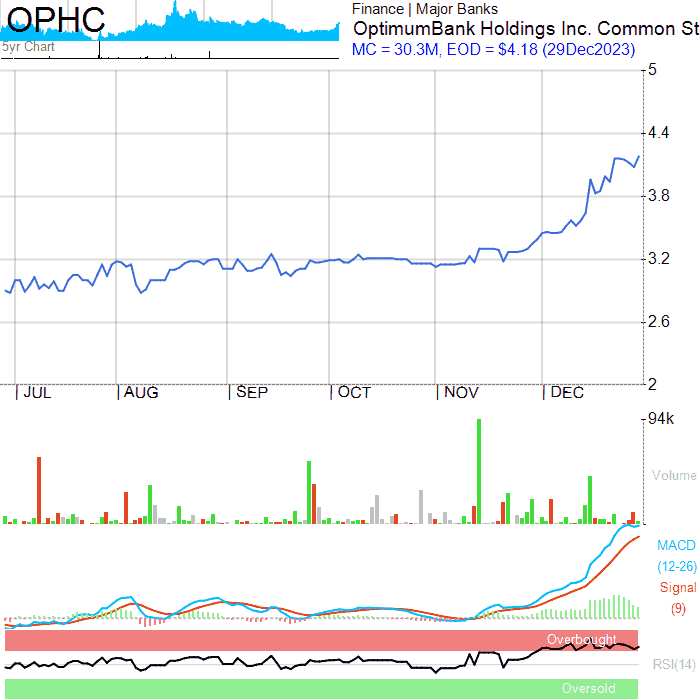 OPHC
5yr Chart
Finance | Major Banks
OptimumBank Holdings Inc. Common St
MC = 30.3M, EOD = $4.18 (29Dec2023)
5
4.4
3.8
3.2
2.6
2
JUL AUG SEP OCT NOV DEC
94k
Volume
MACD
(12-26)
Signal
(9)
Overbought
RSI(14)
Oversold